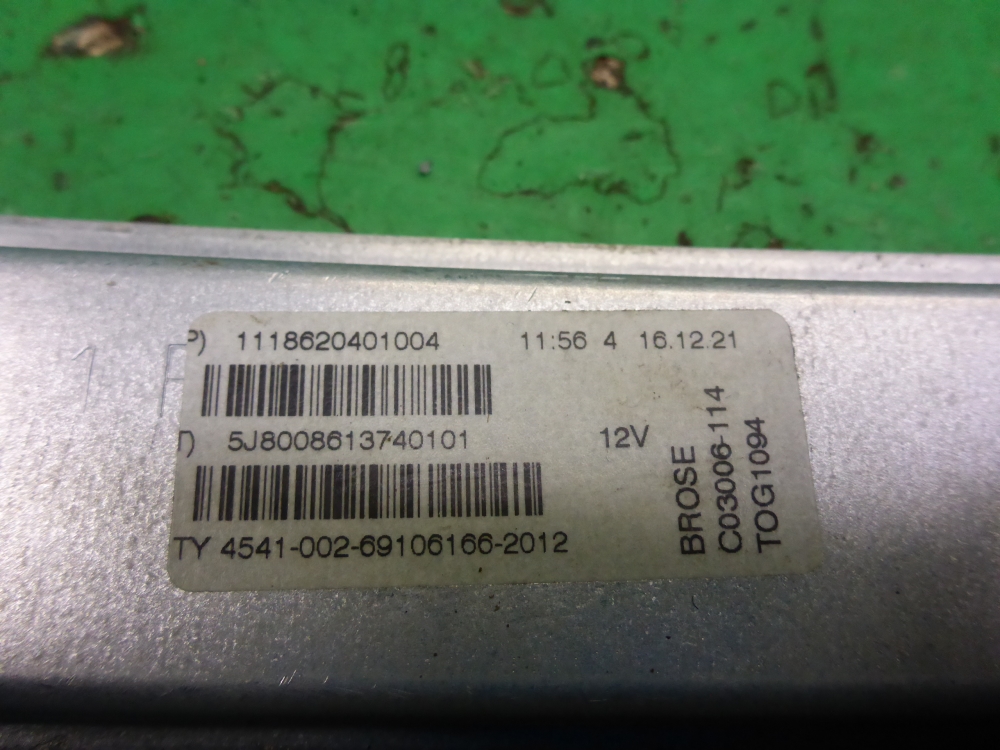 P) 1118620401004 11:56 4 16.12.21
T) 5J8008613740101 12V
TY 4541-002-69106166-2012
BROSE
C03006-114
TOG1094